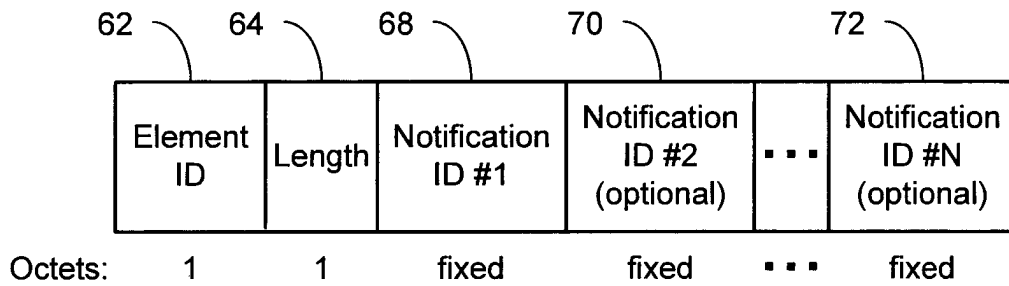 62 64 68 70 72
Element ID
Length
Notification ID #1
Notification ID #2 (optional)
▪ ▪ ▪
Notification ID #N (optional)
Octets: 1 1 fixed fixed ▪ ▪ ▪ fixed